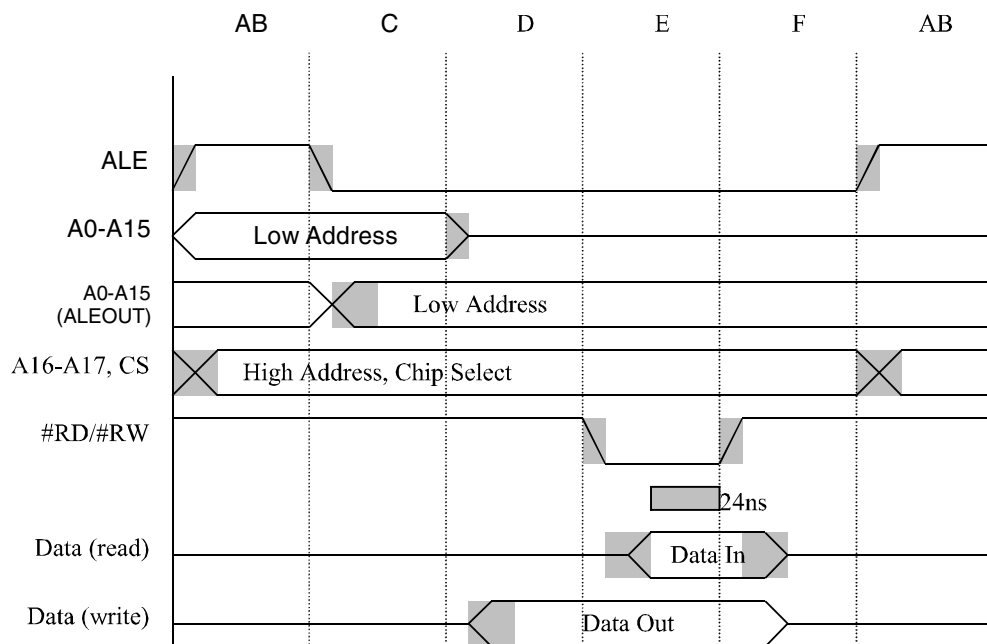 AB C D E F AB
ALE
A0-A15 Low Address
A0-A15
(ALEOUT)
Low Address
A16-A17, CS High Address, Chip Select
#RD/#RW
24ns
Data (read) Data In
Data (write) Data Out